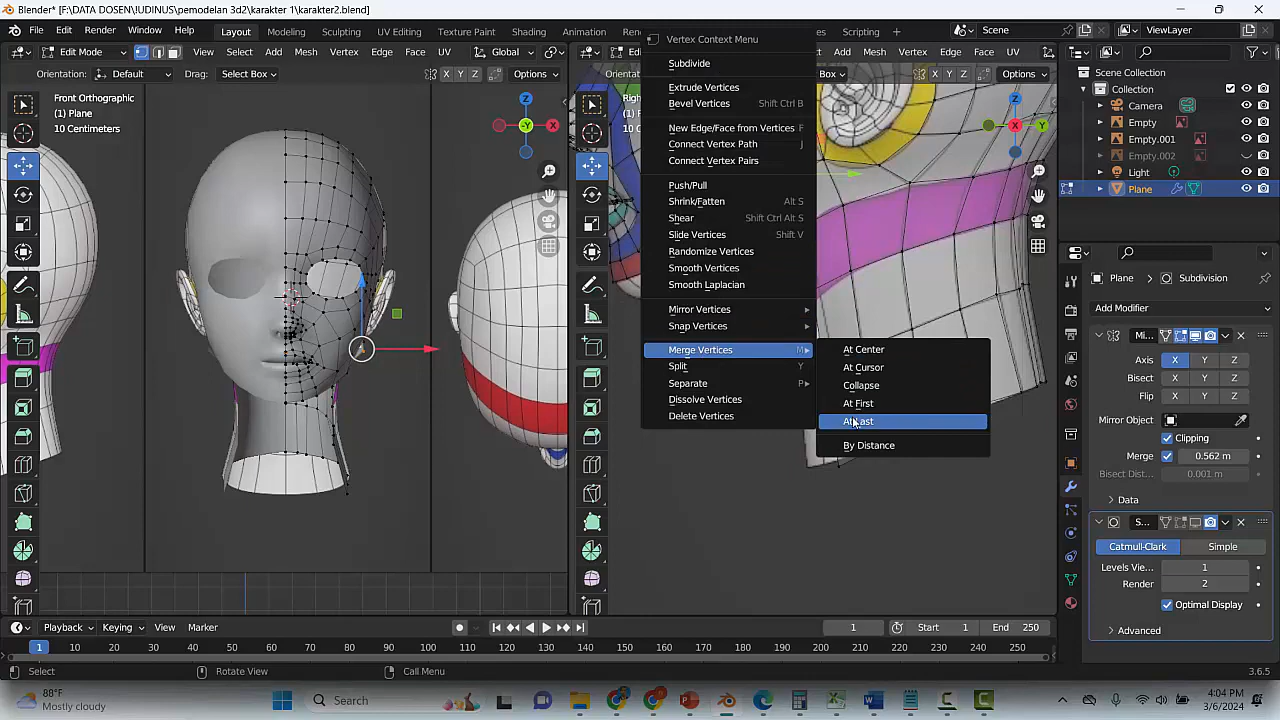 Blender* [F:\DATA DOSEN\!UDINUS\pemodelan 3d2\karakter 1\karakter2.blend]
File Edit Render Window Help Layout Modeling Sculpting UV Editing Texture Paint Shading Animation Scripting Scene ViewLayer
Edit Mode View Select Add Mesh Vertex Edge Face UV Global
Add Mesh Vertex Edge Face UV
Orientation: Default Drag: Select Box X Y Z Options
Box X Y Z Options
Front Orthographic
(1) Plane
10 Centimeters
Vertex Context Menu
Subdivide
Extrude Vertices
Bevel Vertices Shift Ctrl B
New Edge/Face from Vertices F
Connect Vertex Path J
Connect Vertex Pairs
Push/Pull
Shrink/Fatten Alt S
Shear Shift Ctrl Alt S
Slide Vertices Shift V
Randomize Vertices
Smooth Vertices
Smooth Laplacian
Mirror Vertices
Snap Vertices
Merge Vertices M
Split Y
Separate P
Dissolve Vertices
Delete Vertices
At Center
At Cursor
Collapse
At First
At Last
By Distance
Scene Collection
Collection
Camera
Empty
Empty.001
Empty.002
Light
Plane
Plane Subdivision
Add Modifier
Mi...
Axis X Y Z
Bisect X Y Z
Flip X Y Z
Mirror Object
Clipping
Merge 0.562 m
Bisect Dis... 0.001 m
Data
S...
Catmull-Clark Simple
Levels Vie... 1
Render 2
Optimal Display
Advanced
Playback Keying View Marker 1 Start 1 End 250
1 10 20 30 40 50 60 70 80 90 100 110 120 130 140 150 160 170 180 190 200 210 220 230 240 250
Select Rotate View Call Menu 3.6.5
88°F
Mostly cloudy
Search
4:04 PM
3/6/2024